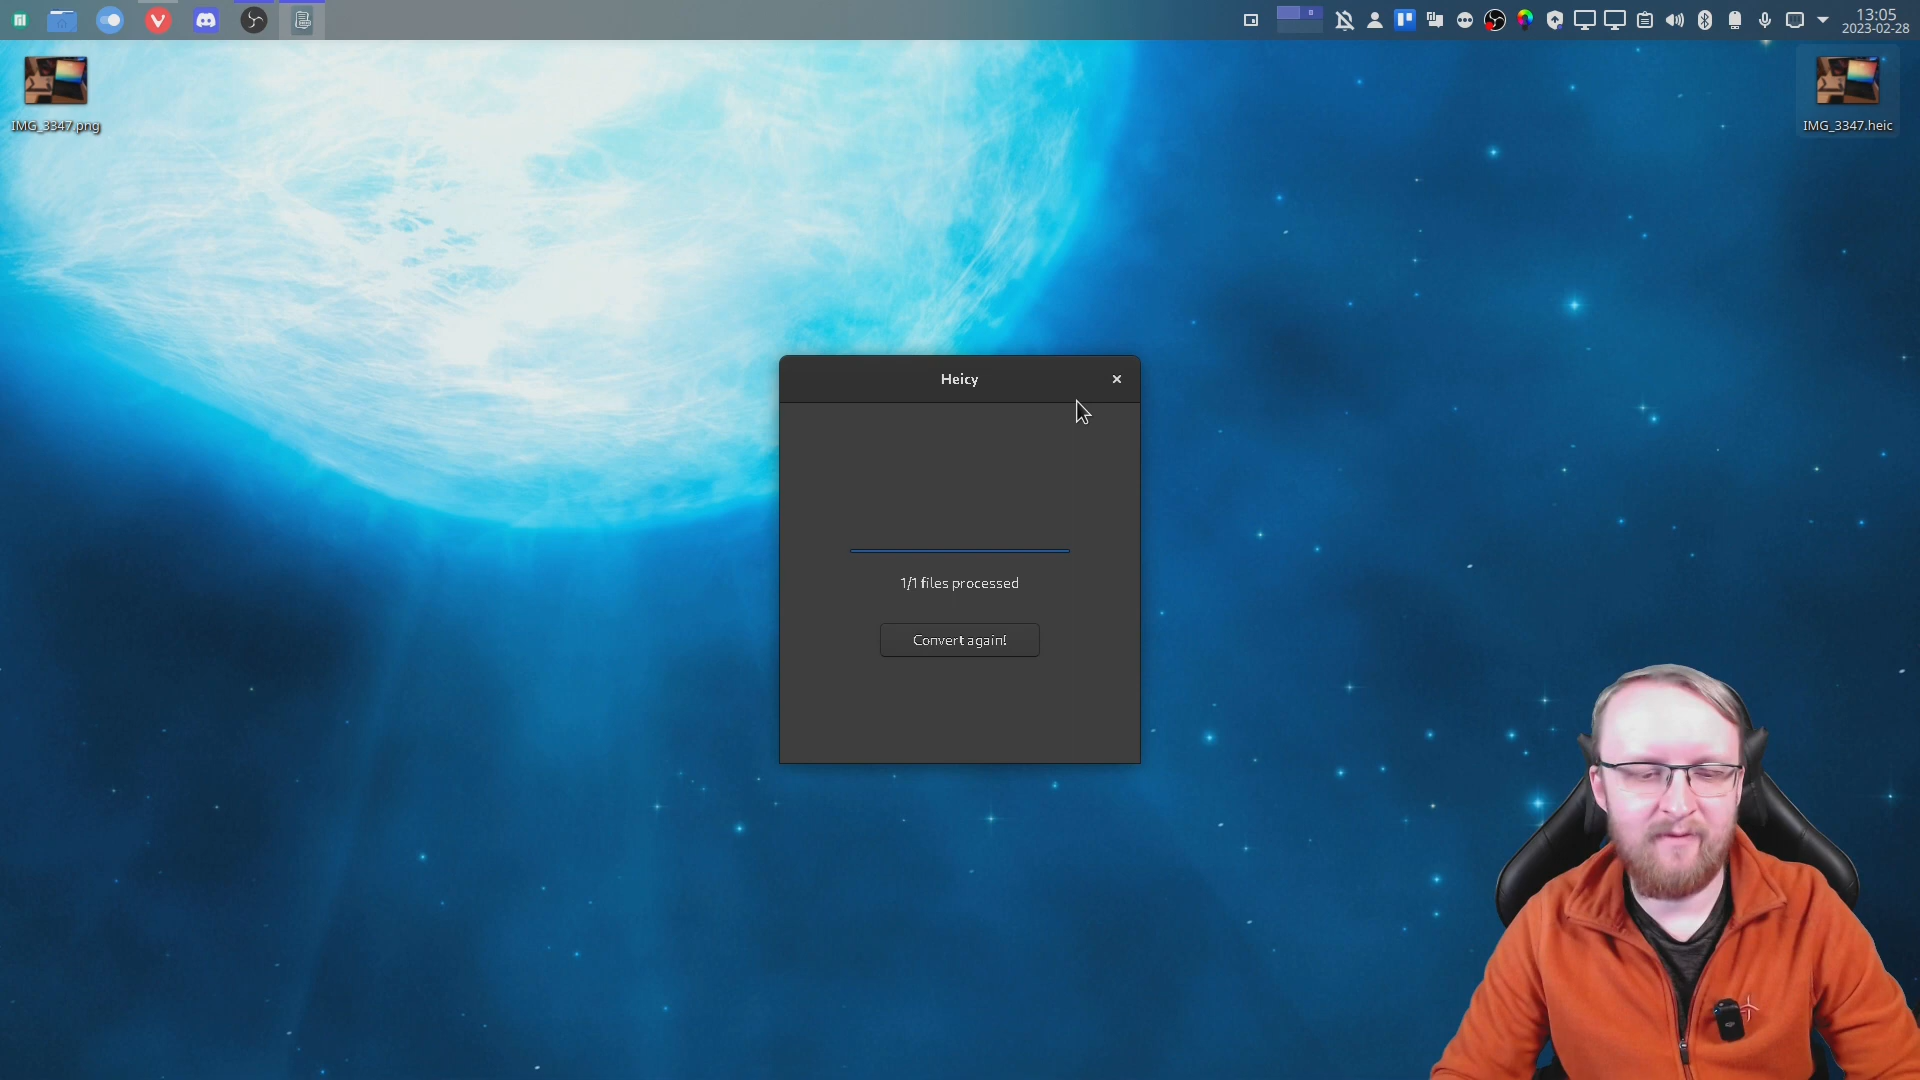 13:05
2023-02-28
IMG_3347.png
IMG_3347.heic
Heicy
1/1 files processed
Convert again!